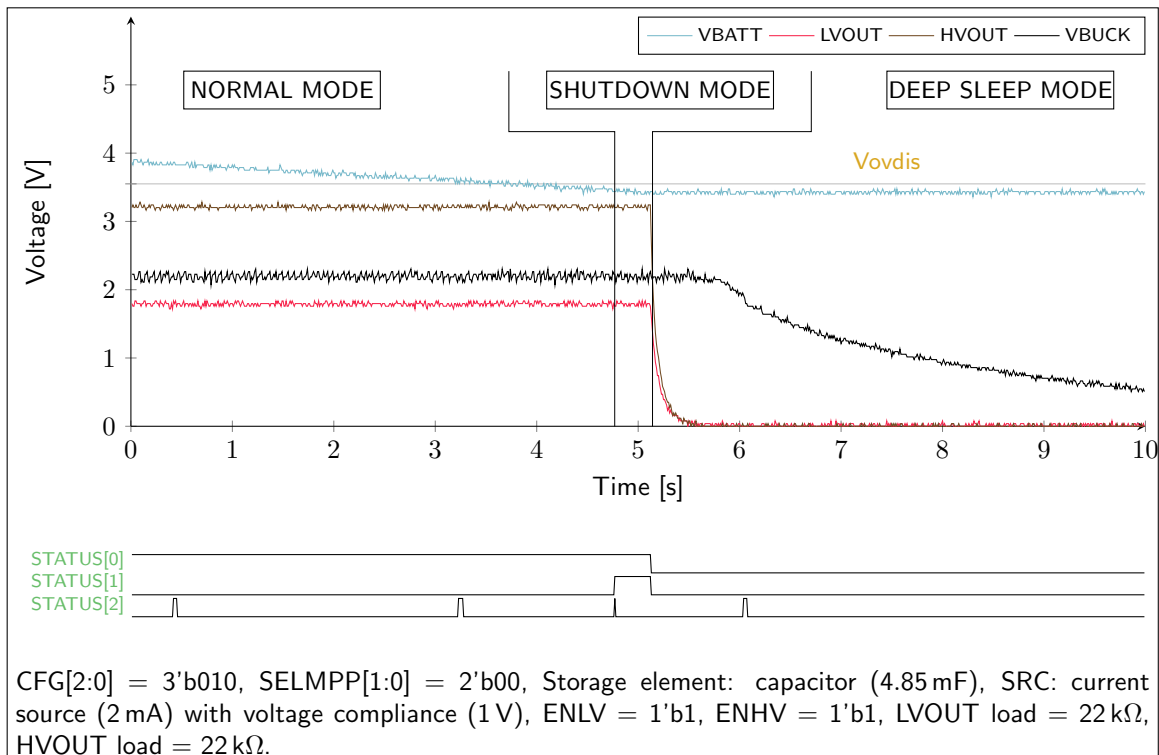 VBATT LVOUT HVOUT VBUCK
5
NORMAL MODE SHUTDOWN MODE DEEP SLEEP MODE
4
Vovdis
3
2
1
0
Voltage [V]
0 1 2 3 4 5 6 7 8 9 10
Time [s]
STATUS[0]
STATUS[1]
STATUS[2]
CFG[2:0] = 3'b010, SELMPP[1:0] = 2'b00, Storage element: capacitor (4.85 mF), SRC: current
source (2 mA) with voltage compliance (1 V), ENLV = 1'b1, ENHV = 1'b1, LVOUT load = 22 kΩ,
HVOUT load = 22 kΩ.